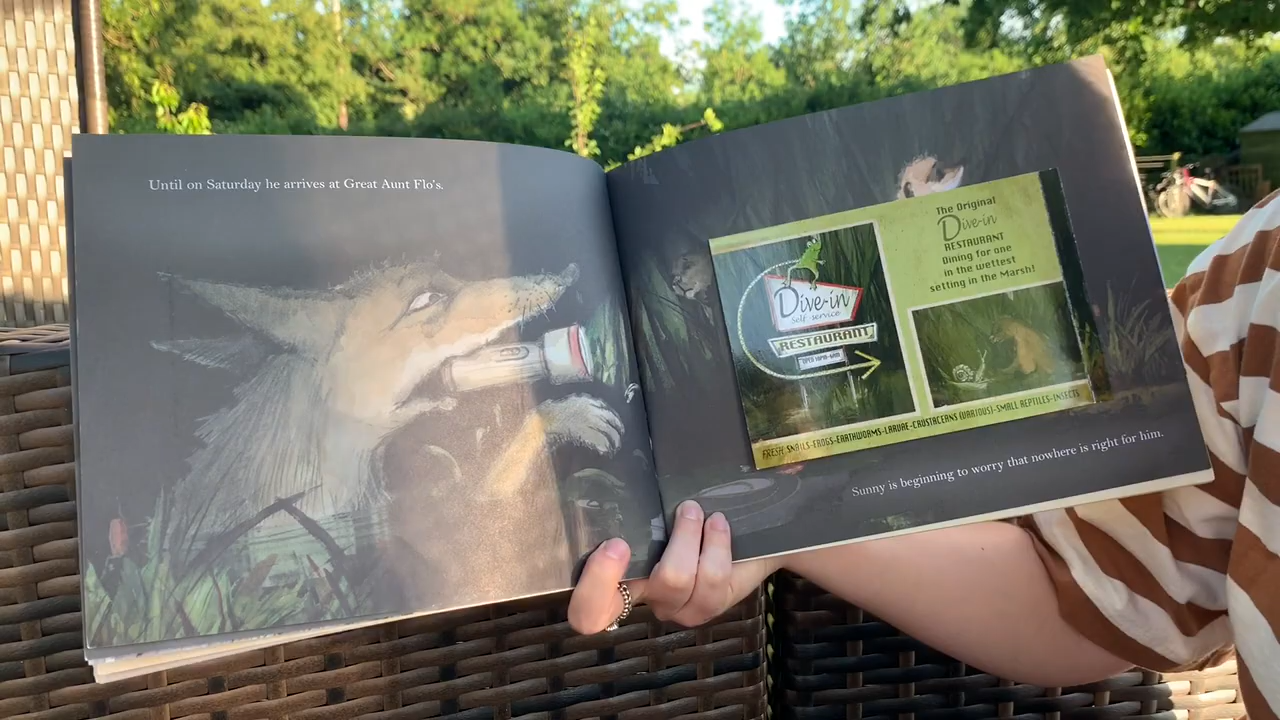 Until on Saturday he arrives at Great Aunt Flo's.
The Original
Dive-in
RESTAURANT
Dining for one
in the wettest
setting in the Marsh!
Dive-in
self-service
RESTAURANT
FRESH SNAILS-FROGS-EARTHWORMS-LARVAE-CRUSTACEANS (VARIOUS)-SMALL REPTILES-INSECTS
Sunny is beginning to worry that nowhere is right for him.